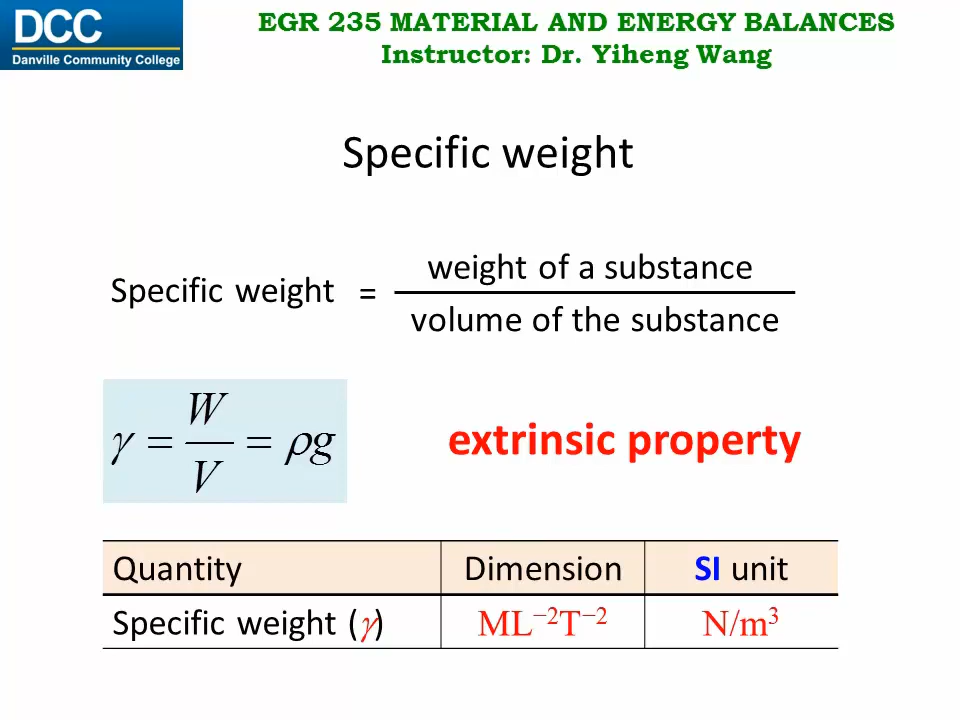 DCC
Danville Community College
EGR 235 MATERIAL AND ENERGY BALANCES
Instructor: Dr. Yiheng Wang
Specific weight
Specific weight = weight of a substance / volume of the substance
γ = W / V = ρg
extrinsic property
Quantity Dimension SI unit
Specific weight (γ) ML⁻²T⁻² N/m³